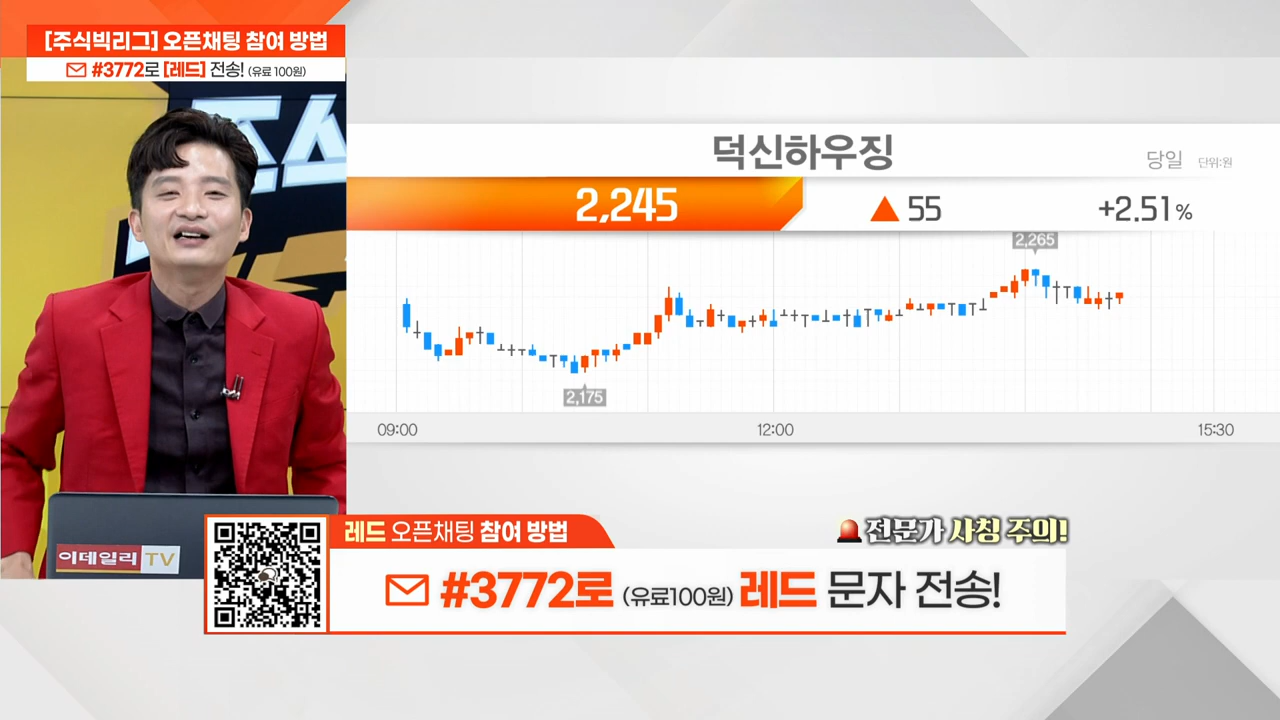 [주식빅리그] 오픈채팅 참여 방법
#3772로 [레드] 전송! (유료 100원)
덕신하우징
당일 단위:원
2,245 ▲ 55 +2.51%
2,265
2,175
09:00 12:00 15:30
이데일리 TV
레드 오픈채팅 참여 방법
전문가 사칭 주의!
#3772로 (유료100원) 레드 문자 전송!